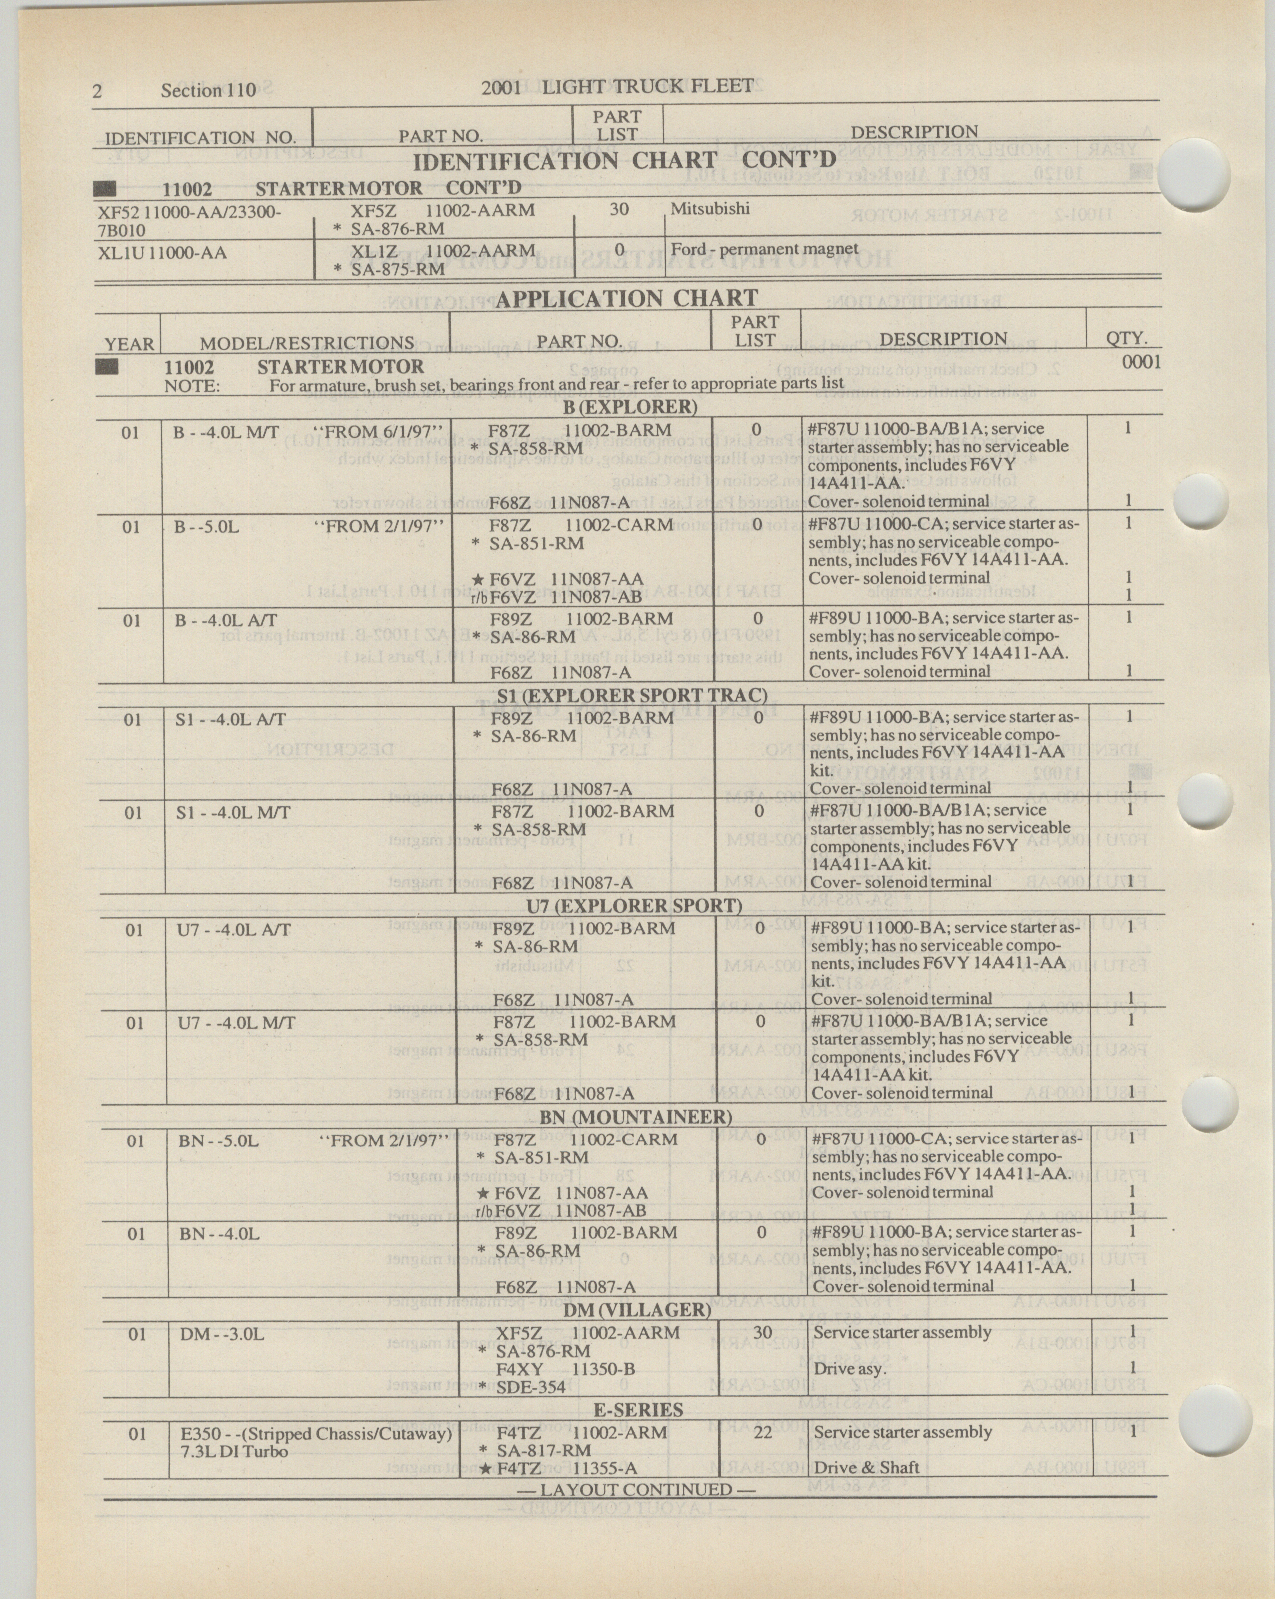 2 Section 110 2001 LIGHT TRUCK FLEET
IDENTIFICATION NO. PART NO. PART LIST DESCRIPTION
IDENTIFICATION CHART CONT'D
11002 STARTER MOTOR CONT'D
XF52 11000-AA/23300- XF5Z 11002-AARM 30 Mitsubishi
7B010 * SA-876-RM
XL1U 11000-AA XL1Z 11002-AARM 0 Ford - permanent magnet
* SA-875-RM
APPLICATION CHART
YEAR MODEL/RESTRICTIONS PART NO. PART LIST DESCRIPTION QTY.
11002 STARTER MOTOR 0001
NOTE: For armature, brush set, bearings front and rear - refer to appropriate parts list
B (EXPLORER)
01 B - -4.0L M/T "FROM 6/1/97" F87Z 11002-BARM 0 #F87U 11000-BA/B1A; service 1
* SA-858-RM starter assembly; has no serviceable
components, includes F6VY
14A411-AA.
F68Z 11N087-A Cover- solenoid terminal 1
01 B - -5.0L "FROM 2/1/97" F87Z 11002-CARM 0 #F87U 11000-CA; service starter as- 1
* SA-851-RM sembly; has no serviceable compo-
nents, includes F6VY 14A411-AA.
★ F6VZ 11N087-AA Cover- solenoid terminal 1
r/b F6VZ 11N087-AB 1
01 B - -4.0L A/T F89Z 11002-BARM 0 #F89U 11000-BA; service starter as- 1
* SA-86-RM sembly; has no serviceable compo-
nents, includes F6VY 14A411-AA.
F68Z 11N087-A Cover- solenoid terminal 1
S1 (EXPLORER SPORT TRAC)
01 S1 - -4.0L A/T F89Z 11002-BARM 0 #F89U 11000-BA; service starter as- 1
* SA-86-RM sembly; has no serviceable compo-
nents, includes F6VY 14A411-AA
kit.
F68Z 11N087-A Cover- solenoid terminal 1
01 S1 - -4.0L M/T F87Z 11002-BARM 0 #F87U 11000-BA/B1A; service 1
* SA-858-RM starter assembly; has no serviceable
components, includes F6VY
14A411-AA kit.
F68Z 11N087-A Cover- solenoid terminal 1
U7 (EXPLORER SPORT)
01 U7 - -4.0L A/T F89Z 11002-BARM 0 #F89U 11000-BA; service starter as- 1
* SA-86-RM sembly; has no serviceable compo-
nents, includes F6VY 14A411-AA
kit.
F68Z 11N087-A Cover- solenoid terminal 1
01 U7 - -4.0L M/T F87Z 11002-BARM 0 #F87U 11000-BA/B1A; service 1
* SA-858-RM starter assembly; has no serviceable
components, includes F6VY
14A411-AA kit.
F68Z 11N087-A Cover- solenoid terminal 1
BN (MOUNTAINEER)
01 BN - -5.0L "FROM 2/1/97" F87Z 11002-CARM 0 #F87U 11000-CA; service starter as- 1
* SA-851-RM sembly; has no serviceable compo-
nents, includes F6VY 14A411-AA.
★ F6VZ 11N087-AA Cover- solenoid terminal 1
r/b F6VZ 11N087-AB 1
01 BN - -4.0L F89Z 11002-BARM 0 #F89U 11000-BA; service starter as- 1
* SA-86-RM sembly; has no serviceable compo-
nents, includes F6VY 14A411-AA.
F68Z 11N087-A Cover- solenoid terminal 1
DM (VILLAGER)
01 DM - -3.0L XF5Z 11002-AARM 30 Service starter assembly 1
* SA-876-RM
F4XY 11350-B Drive asy. 1
* SDE-354
E-SERIES
01 E350 - -(Stripped Chassis/Cutaway) F4TZ 11002-ARM 22 Service starter assembly 1
7.3L DI Turbo * SA-817-RM
★ F4TZ 11355-A Drive & Shaft
— LAYOUT CONTINUED —